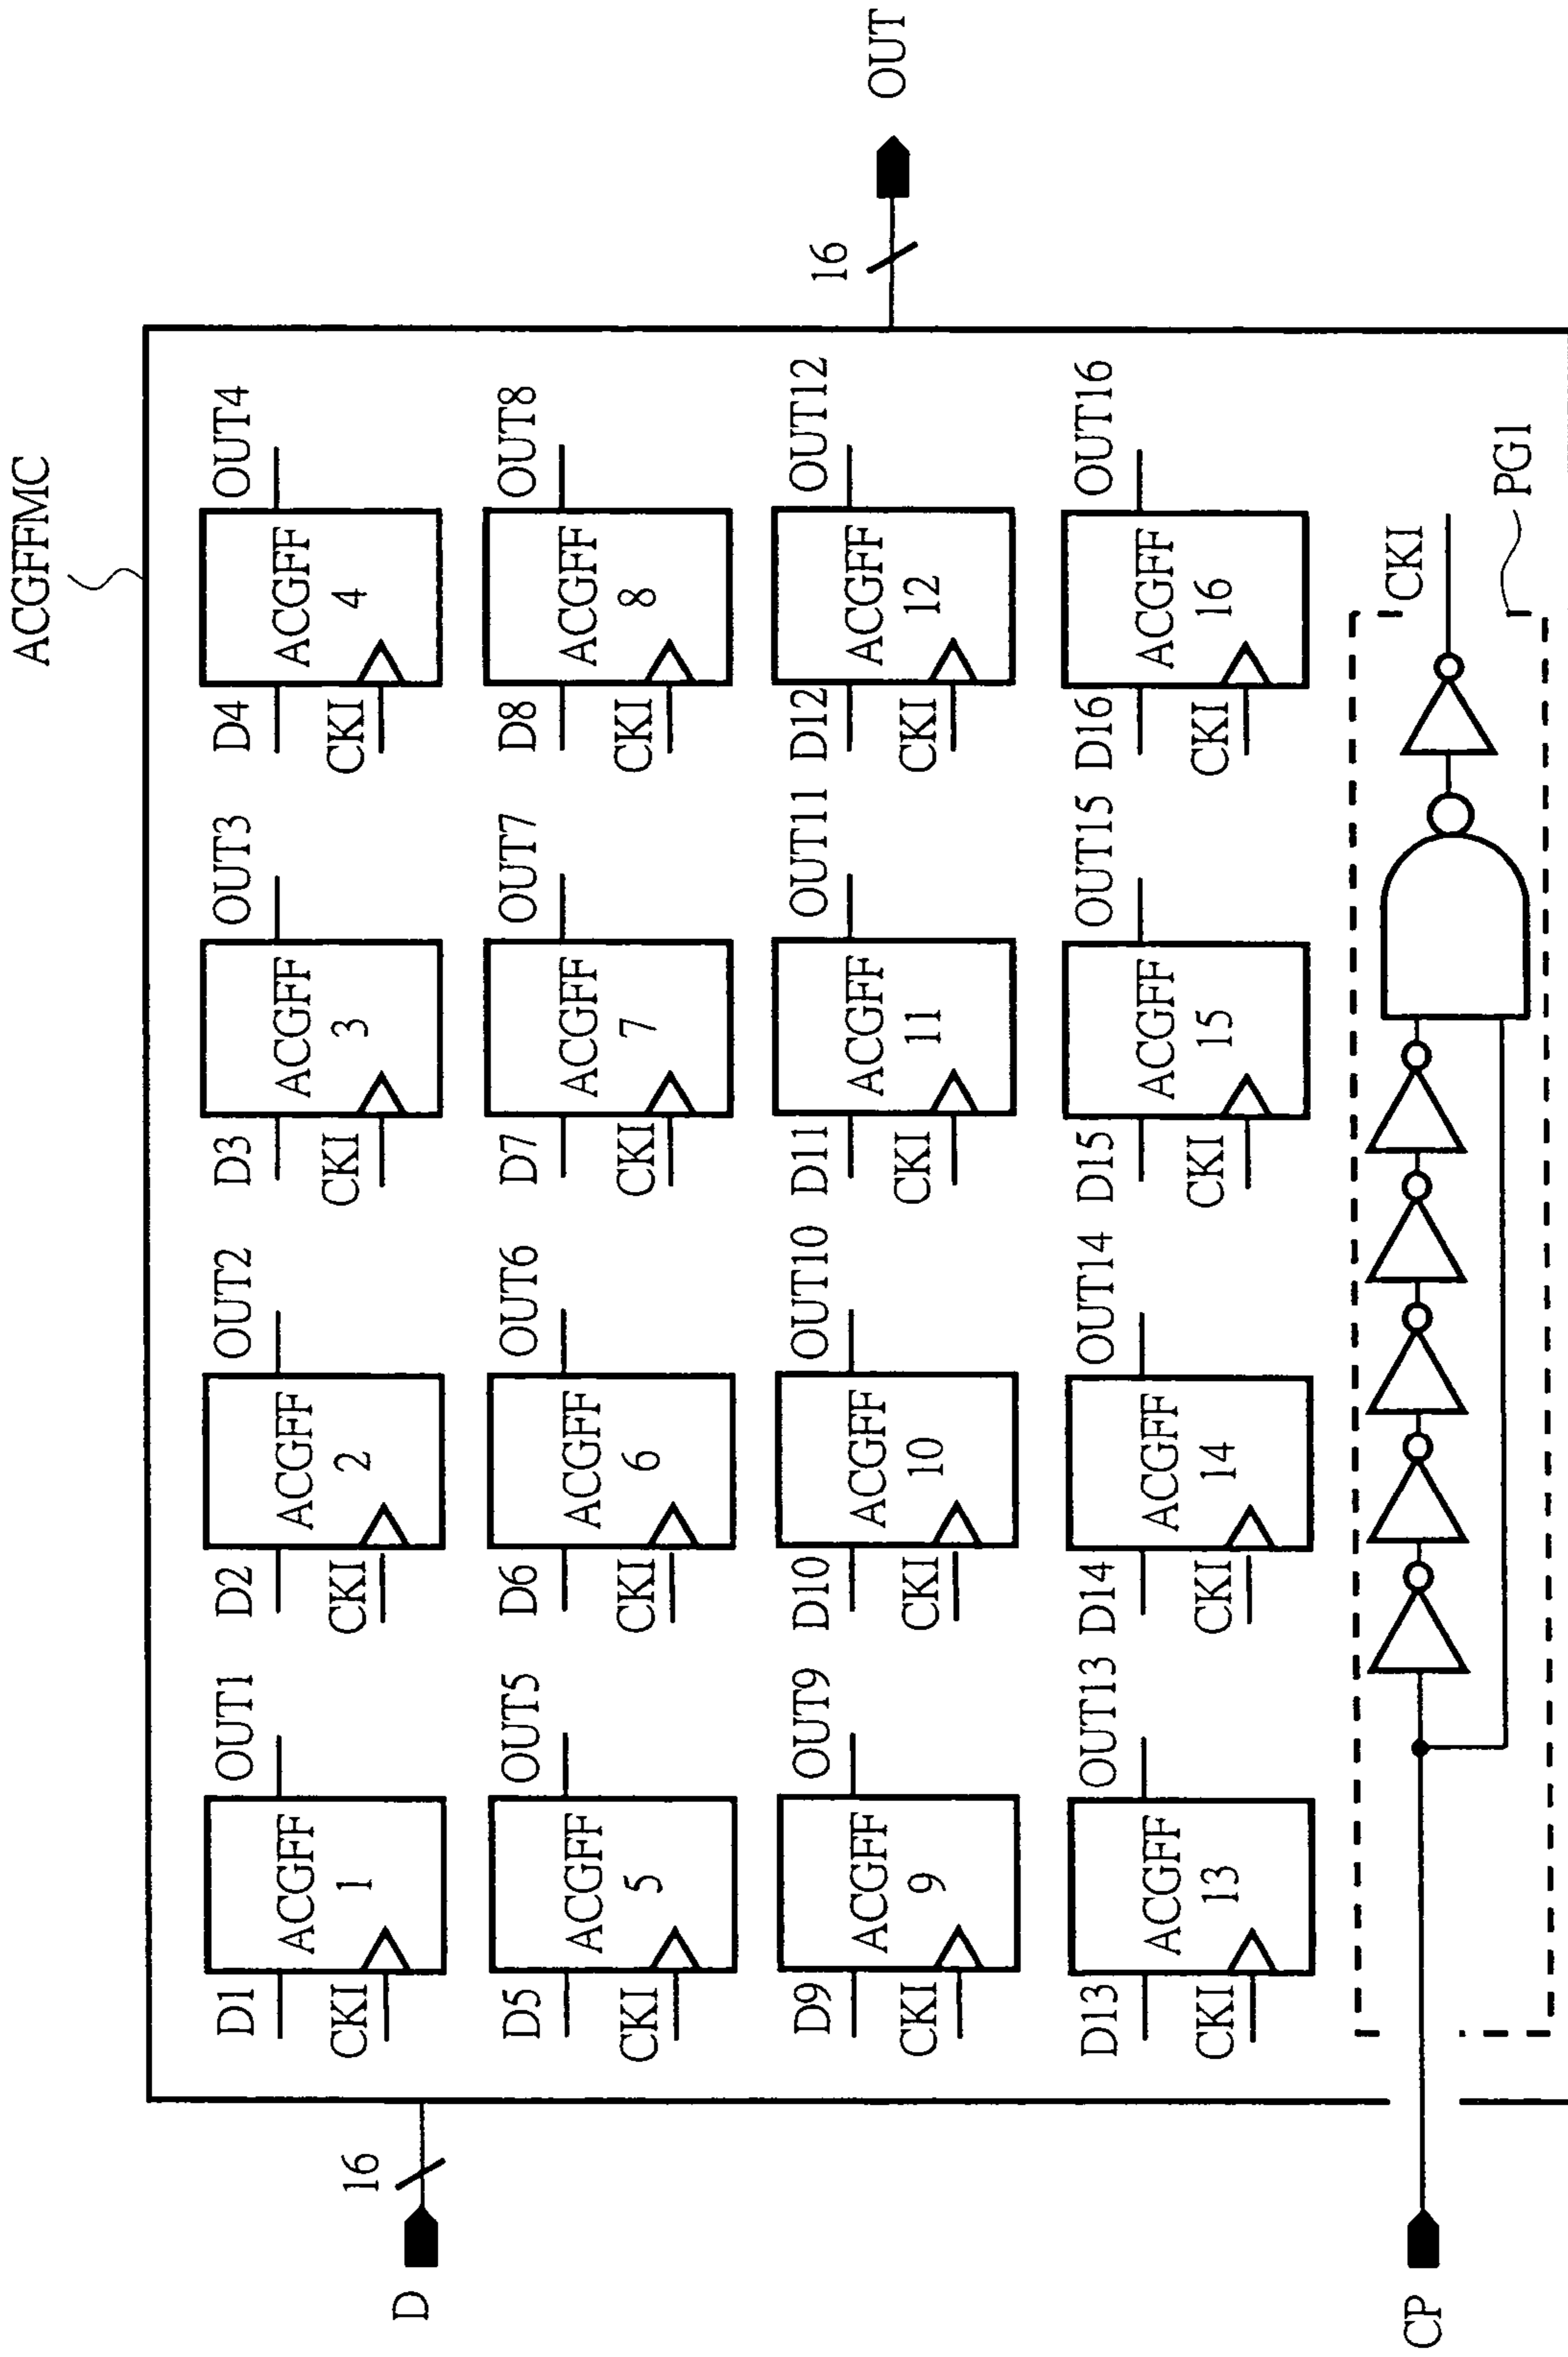 ACGFFMC
D1 OUT1 D2 OUT2 D3 OUT3 D4 OUT4
ACGFF ACGFF ACGFF ACGFF
1 2 3 4
CKI CKI CKI CKI
16
D
D5 OUT5 D6 OUT6 D7 OUT7 D8 OUT8
ACGFF ACGFF ACGFF ACGFF
5 6 7 8
CKI CKI CKI CKI
D9 OUT9 D10 OUT10 D11 OUT11 D12 OUT12
16
OUT
ACGFF ACGFF ACGFF ACGFF
9 10 11 12
CKI CKI CKI CKI
D13 OUT13 D14 OUT14 D15 OUT15 D16 OUT16
ACGFF ACGFF ACGFF ACGFF
13 14 15 16
CKI CKI CKI CKI
CP
CKI
PG1